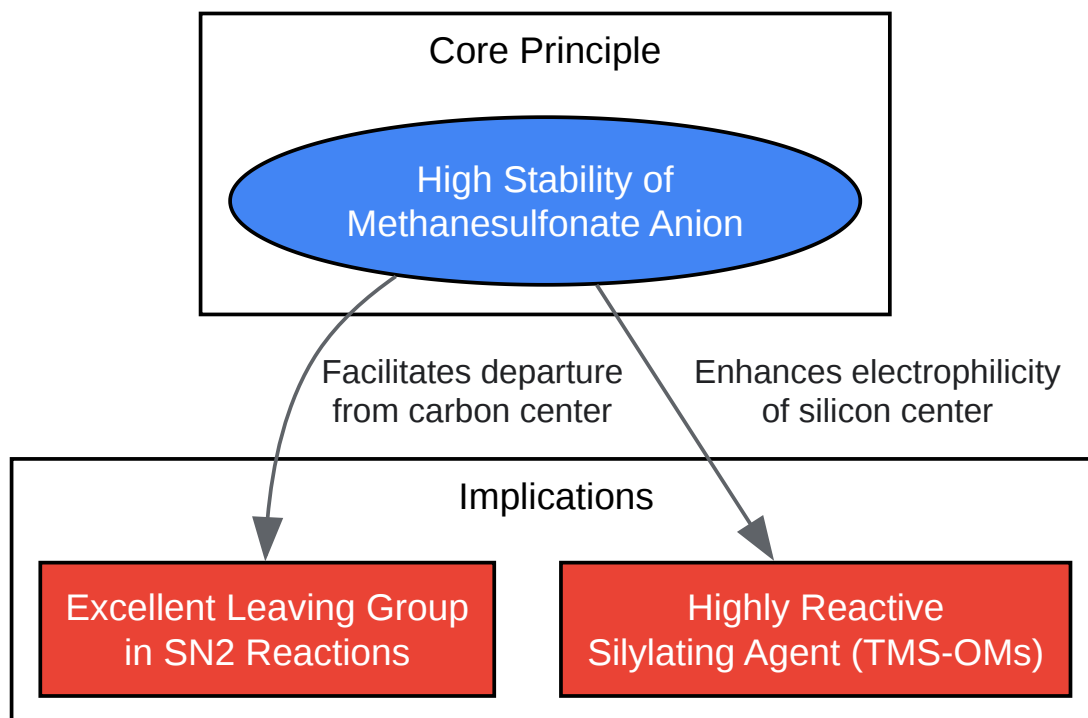 Core Principle
High Stability of
Methanesulfonate Anion
Facilitates departure
from carbon center
Enhances electrophilicity
of silicon center
Implications
Excellent Leaving Group
in SN2 Reactions
Highly Reactive
Silylating Agent (TMS-OMs)